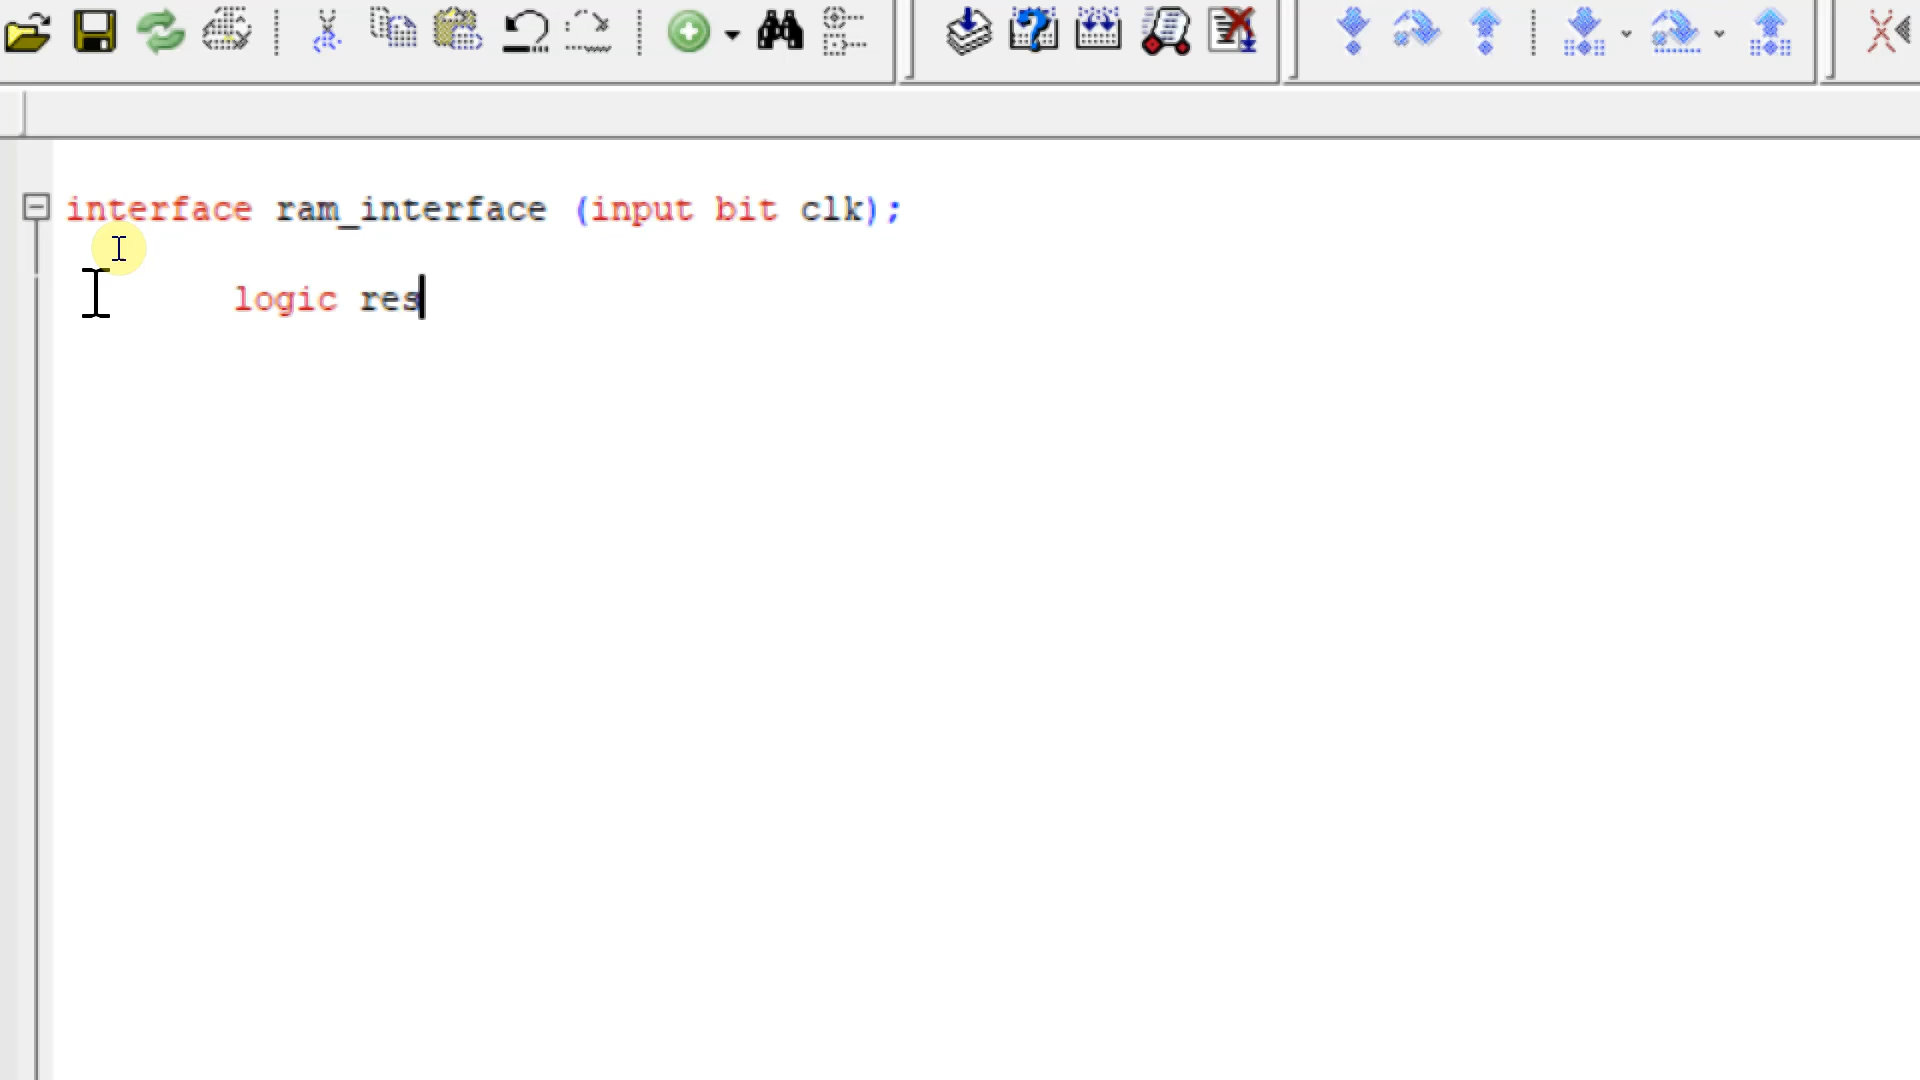 interface ram_interface (input bit clk);
logic res